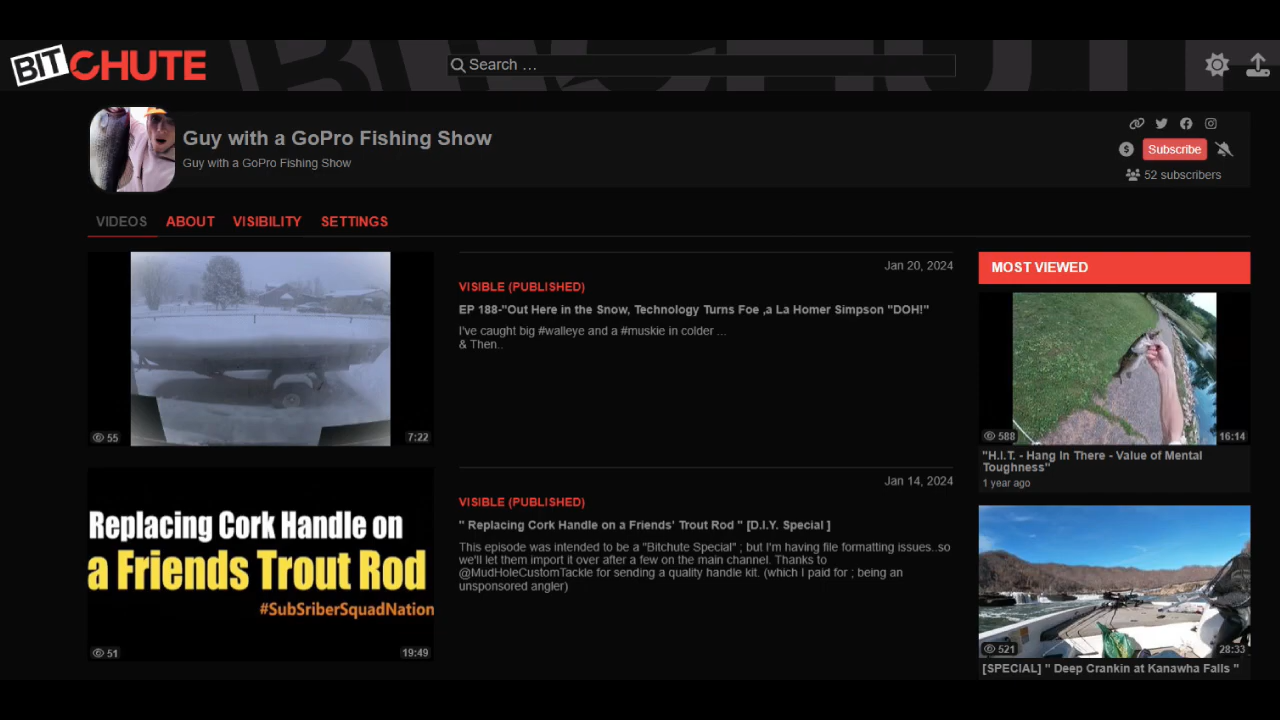 BITCHUTE
Search …
Guy with a GoPro Fishing Show
Guy with a GoPro Fishing Show
Subscribe
52 subscribers
VIDEOS ABOUT VISIBILITY SETTINGS
55
7:22
Jan 20, 2024
VISIBLE (PUBLISHED)
EP 188-"Out Here in the Snow, Technology Turns Foe ,a La Homer Simpson "DOH!"
I've caught big #walleye and a #muskie in colder ...
& Then..
Replacing Cork Handle on
a Friends Trout Rod
#SubSriberSquadNation
51
19:49
Jan 14, 2024
VISIBLE (PUBLISHED)
" Replacing Cork Handle on a Friends' Trout Rod " [D.I.Y. Special ]
This episode was intended to be a "Bitchute Special" ; but I'm having file formatting issues..so
we'll let them import it over after a few on the main channel. Thanks to
@MudHoleCustomTackle for sending a quality handle kit. (which I paid for ; being an
unsponsored angler)
MOST VIEWED
588
16:14
"H.I.T. - Hang In There - Value of Mental
Toughness"
1 year ago
521
28:33
[SPECIAL] " Deep Crankin at Kanawha Falls "